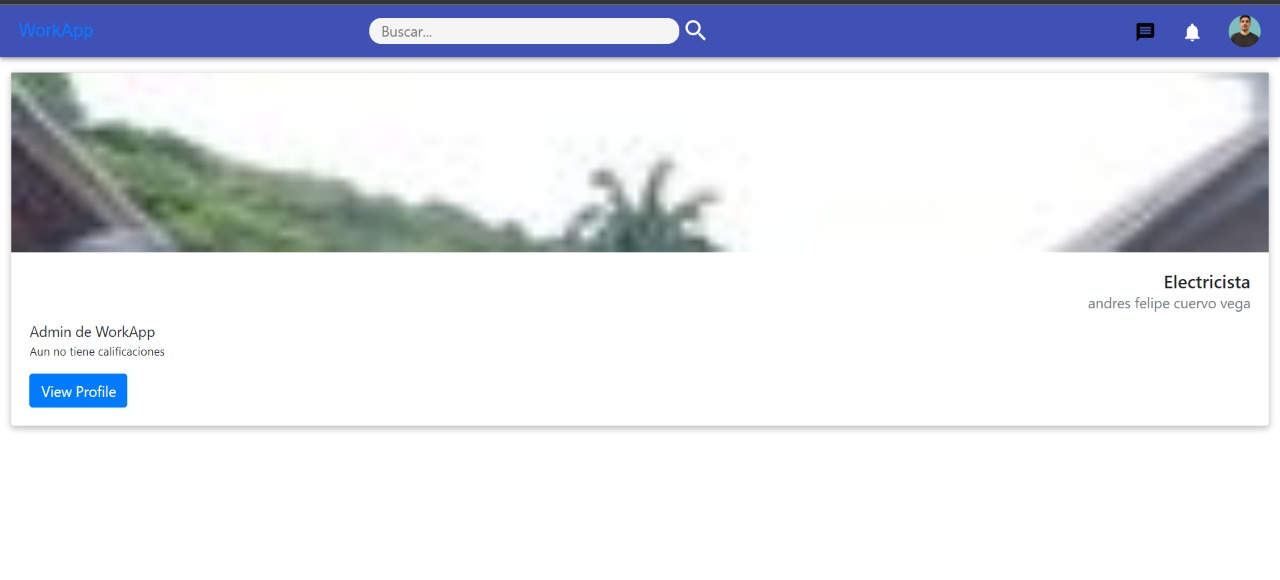 WorkApp
Buscar...
Electricista
andres felipe cuervo vega
Admin de WorkApp
Aun no tiene calificaciones
View Profile